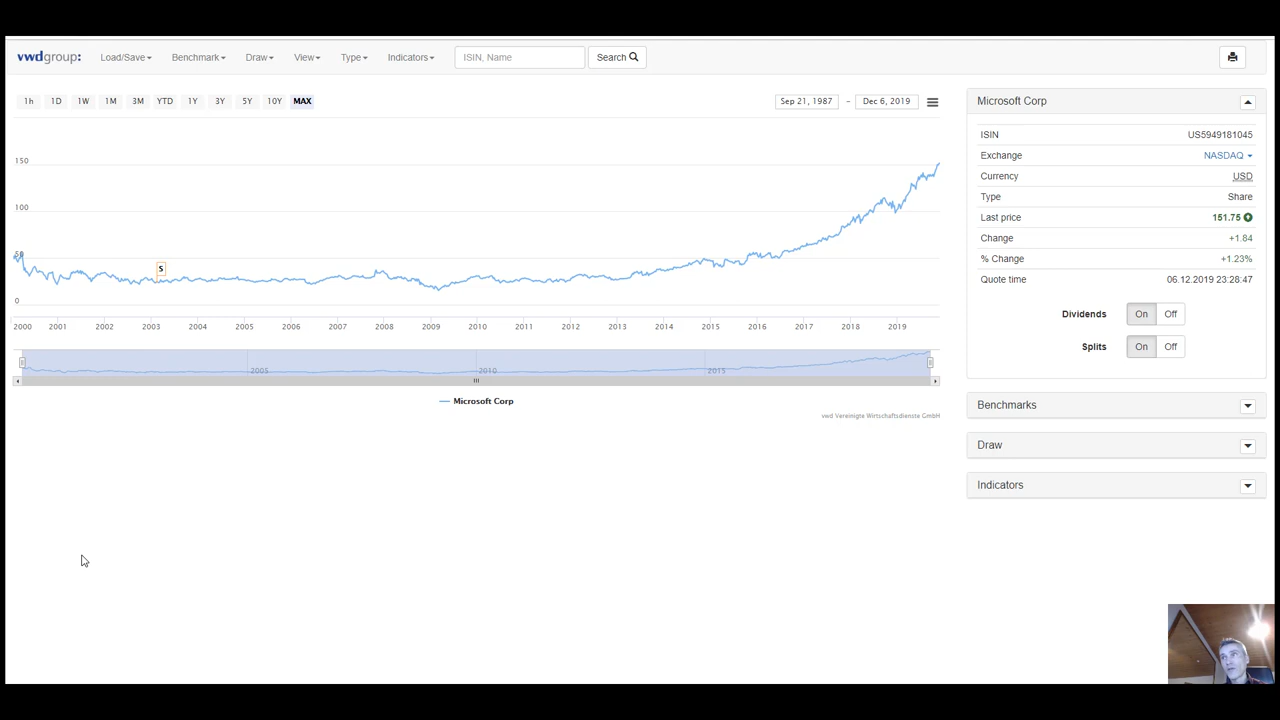 vwdgroup: Load/Save Benchmark Draw View Type Indicators ISIN, Name Search
1h 1D 1W 1M 3M YTD 1Y 3Y 5Y 10Y MAX Sep 21, 1987 – Dec 6, 2019
150
100
50
0
S
2000 2001 2002 2003 2004 2005 2006 2007 2008 2009 2010 2011 2012 2013 2014 2015 2016 2017 2018 2019
2005 2010 2015
Microsoft Corp
vwd Vereinigte Wirtschaftsdienste GmbH
Microsoft Corp
ISIN US5949181045
Exchange NASDAQ
Currency USD
Type Share
Last price 151.75
Change +1.84
% Change +1.23%
Quote time 06.12.2019 23:28:47
Dividends On Off
Splits On Off
Benchmarks
Draw
Indicators